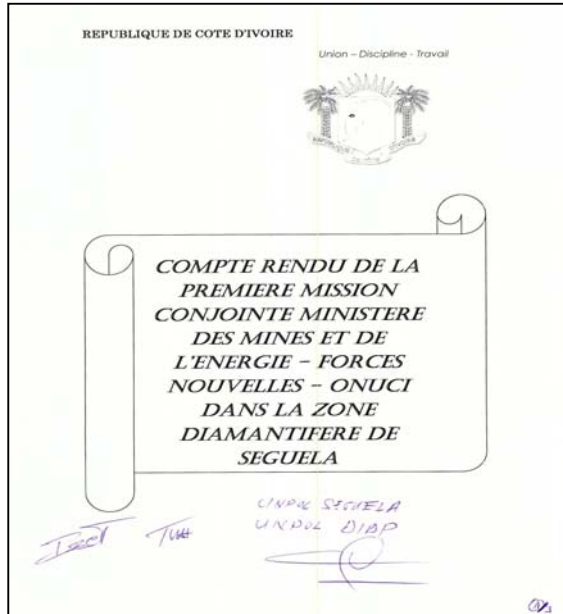 REPUBLIQUE DE COTE D'IVOIRE
Union – Discipline - Travail
COMPTE RENDU DE LA
PREMIERE MISSION
CONJOINTE MINISTERE
DES MINES ET DE
L'ENERGIE – FORCES
NOUVELLES – ONUCI
DANS LA ZONE
DIAMANTIFERE DE
SEGUELA
UNPOL SEGUELA
UNPOL